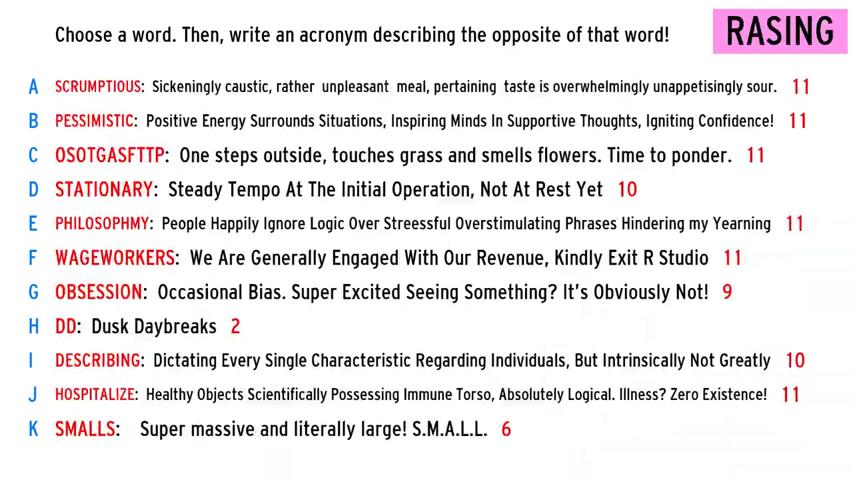 Choose a word. Then, write an acronym describing the opposite of that word!
RASING
A SCRUMPTIOUS: Sickeningly caustic, rather unpleasant meal, pertaining taste is overwhelmingly unappetisingly sour. 11
B PESSIMISTIC: Positive Energy Surrounds Situations, Inspiring Minds In Supportive Thoughts, Igniting Confidence! 11
C OSOTGASFTTP: One steps outside, touches grass and smells flowers. Time to ponder. 11
D STATIONARY: Steady Tempo At The Initial Operation, Not At Rest Yet 10
E PHILOSOPHMY: People Happily Ignore Logic Over Streessful Overstimulating Phrases Hindering my Yearning 11
F WAGEWORKERS: We Are Generally Engaged With Our Revenue, Kindly Exit R Studio 11
G OBSESSION: Occasional Bias. Super Excited Seeing Something? It's Obviously Not! 9
H DD: Dusk Daybreaks 2
I DESCRIBING: Dictating Every Single Characteristic Regarding Individuals, But Intrinsically Not Greatly 10
J HOSPITALIZE: Healthy Objects Scientifically Possessing Immune Torso, Absolutely Logical. Illness? Zero Existence! 11
K SMALLS: Super massive and literally large! S.M.A.L.L. 6